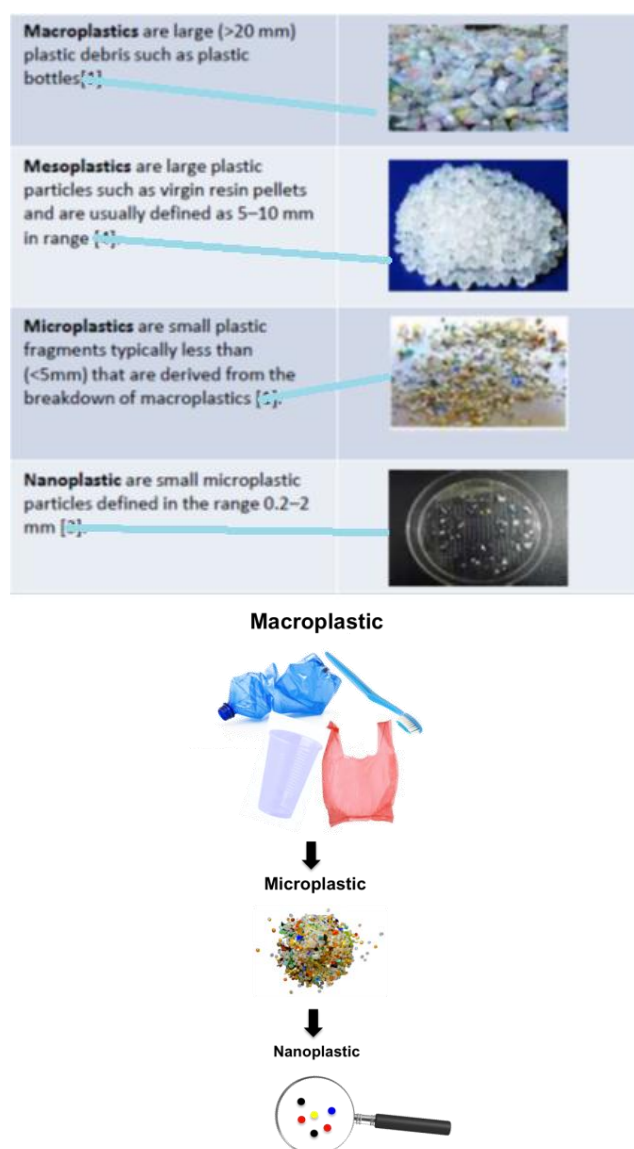 Macroplastics are large (>20 mm)
plastic debris such as plastic
bottles[1]
Mesoplastics are large plastic
particles such as virgin resin pellets
and are usually defined as 5–10 mm
in range
Microplastics are small plastic
fragments typically less than
(<5mm) that are derived from the
breakdown of macroplastics
Nanoplastic are small microplastic
particles defined in the range 0.2–2
mm
Macroplastic
Microplastic
Nanoplastic